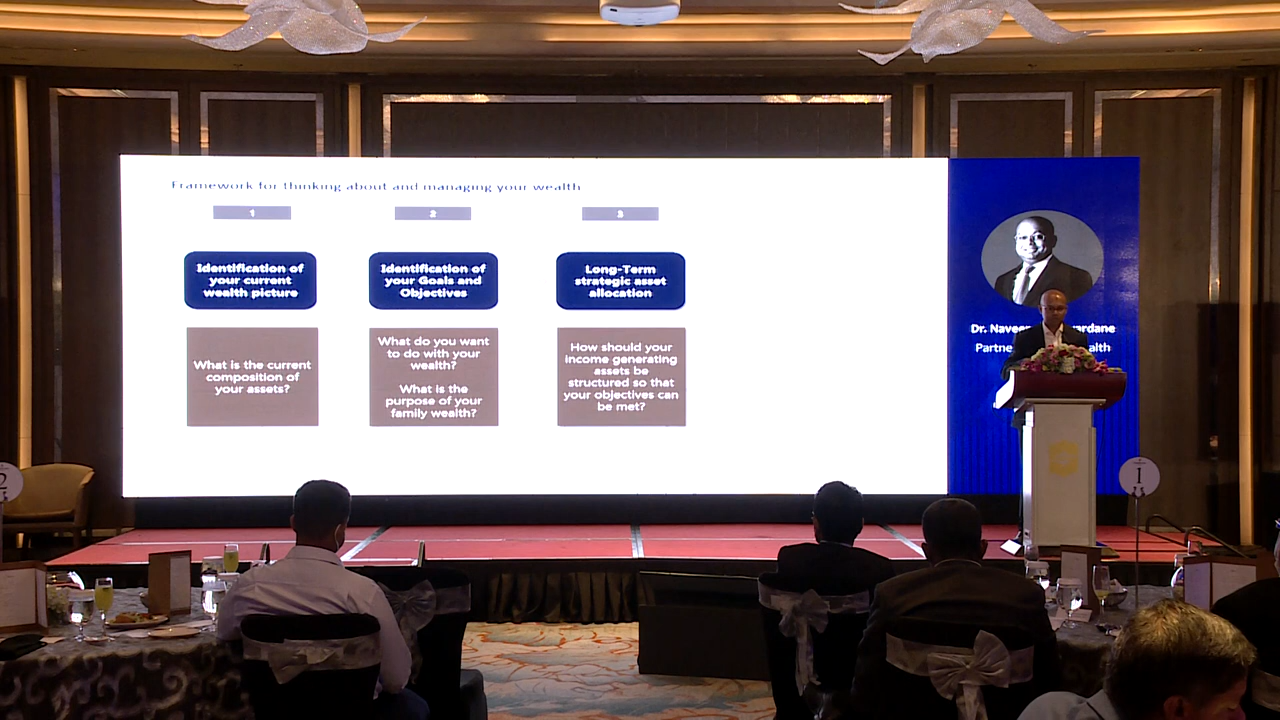 Framework for thinking about and managing your wealth
1
2
3
Identification of
your current
wealth picture
Identification of
your Goals and
Objectives
Long-Term
strategic asset
allocation
What is the current
composition of
your assets?
What do you want
to do with your
wealth?
What is the
purpose of your
family wealth?
How should your
income generating
assets be
structured so that
your objectives can
be met?
Dr.
2
1